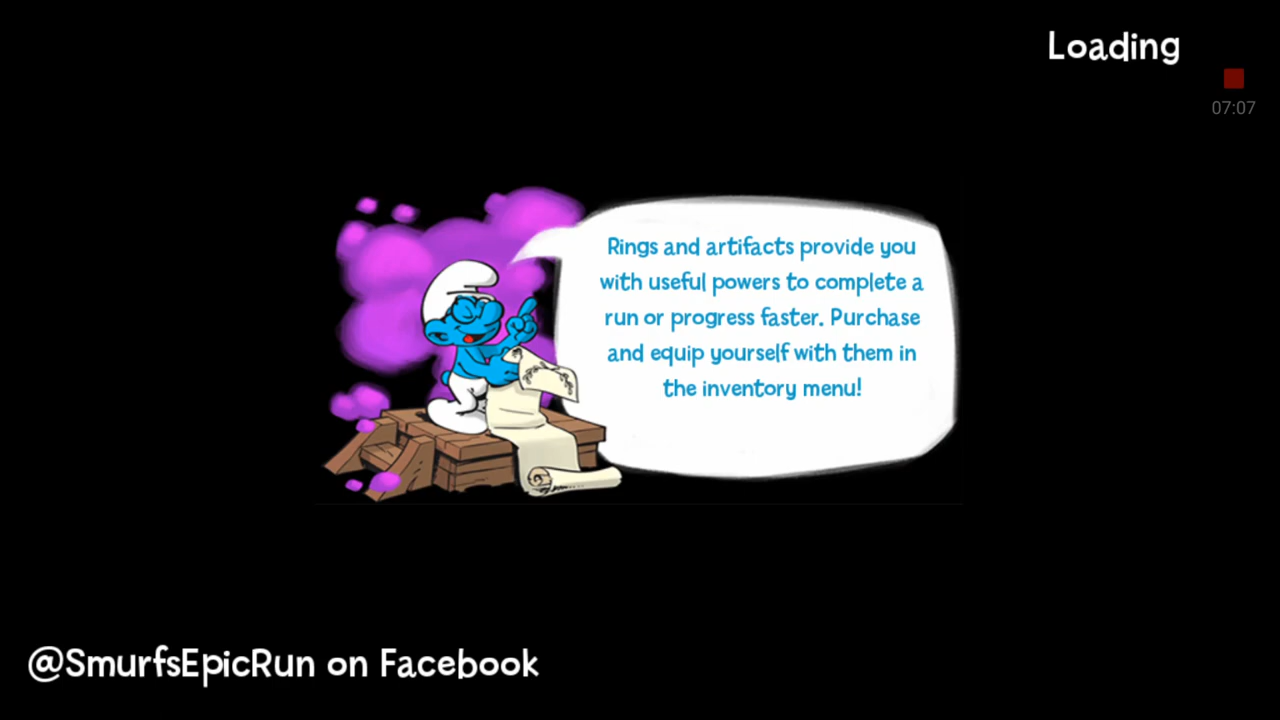 Loading
07:07
Rings and artifacts provide you
with useful powers to complete a
run or progress faster. Purchase
and equip yourself with them in
the inventory menu!
@SmurfsEpicRun on Facebook